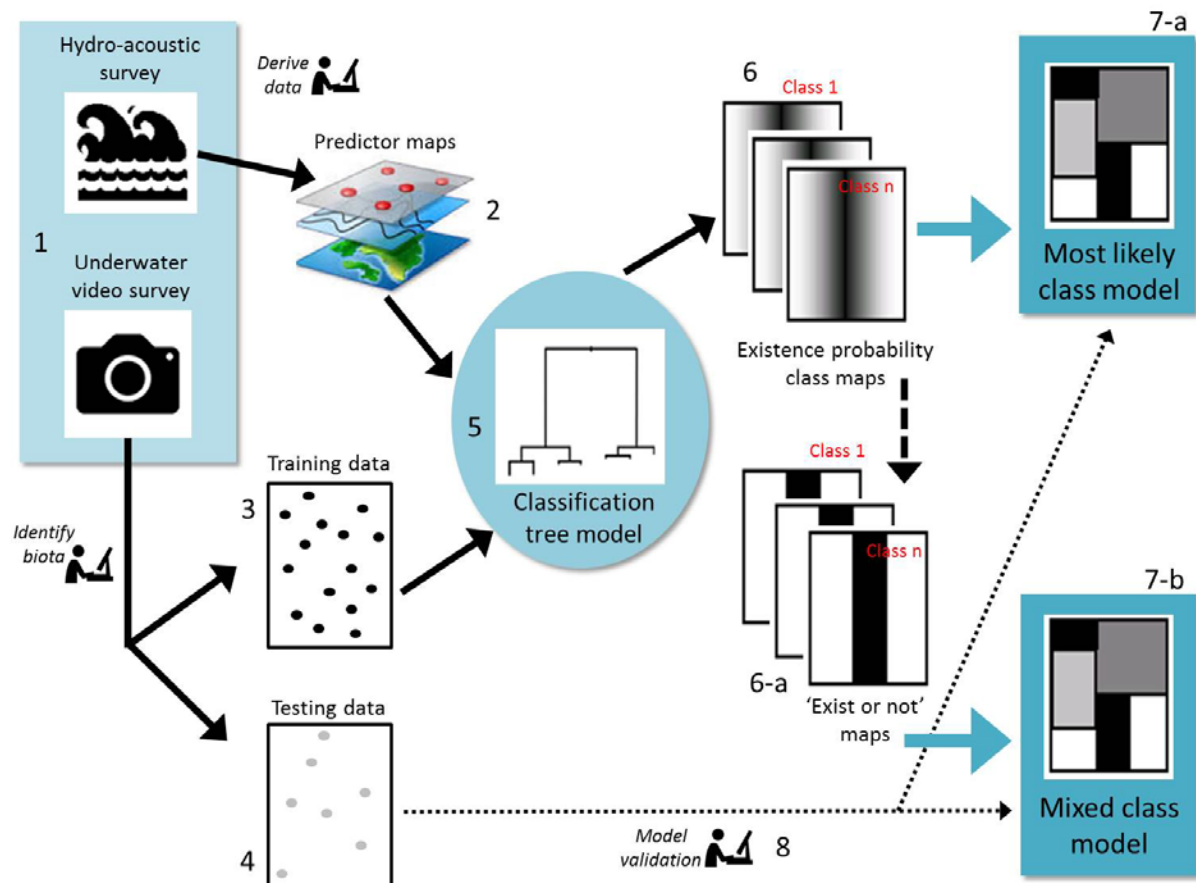 Hydro-acoustic
survey
1
Underwater
video survey
Derive
data
Predictor maps
2
Identify
biota
Training data
3
Testing data
4
5
Classification
tree model
6
Class 1
Class n
Existence probability
class maps
Class 1
Class n
6-a
'Exist or not'
maps
7-a
Most likely
class model
7-b
Mixed class
model
Model
validation
8